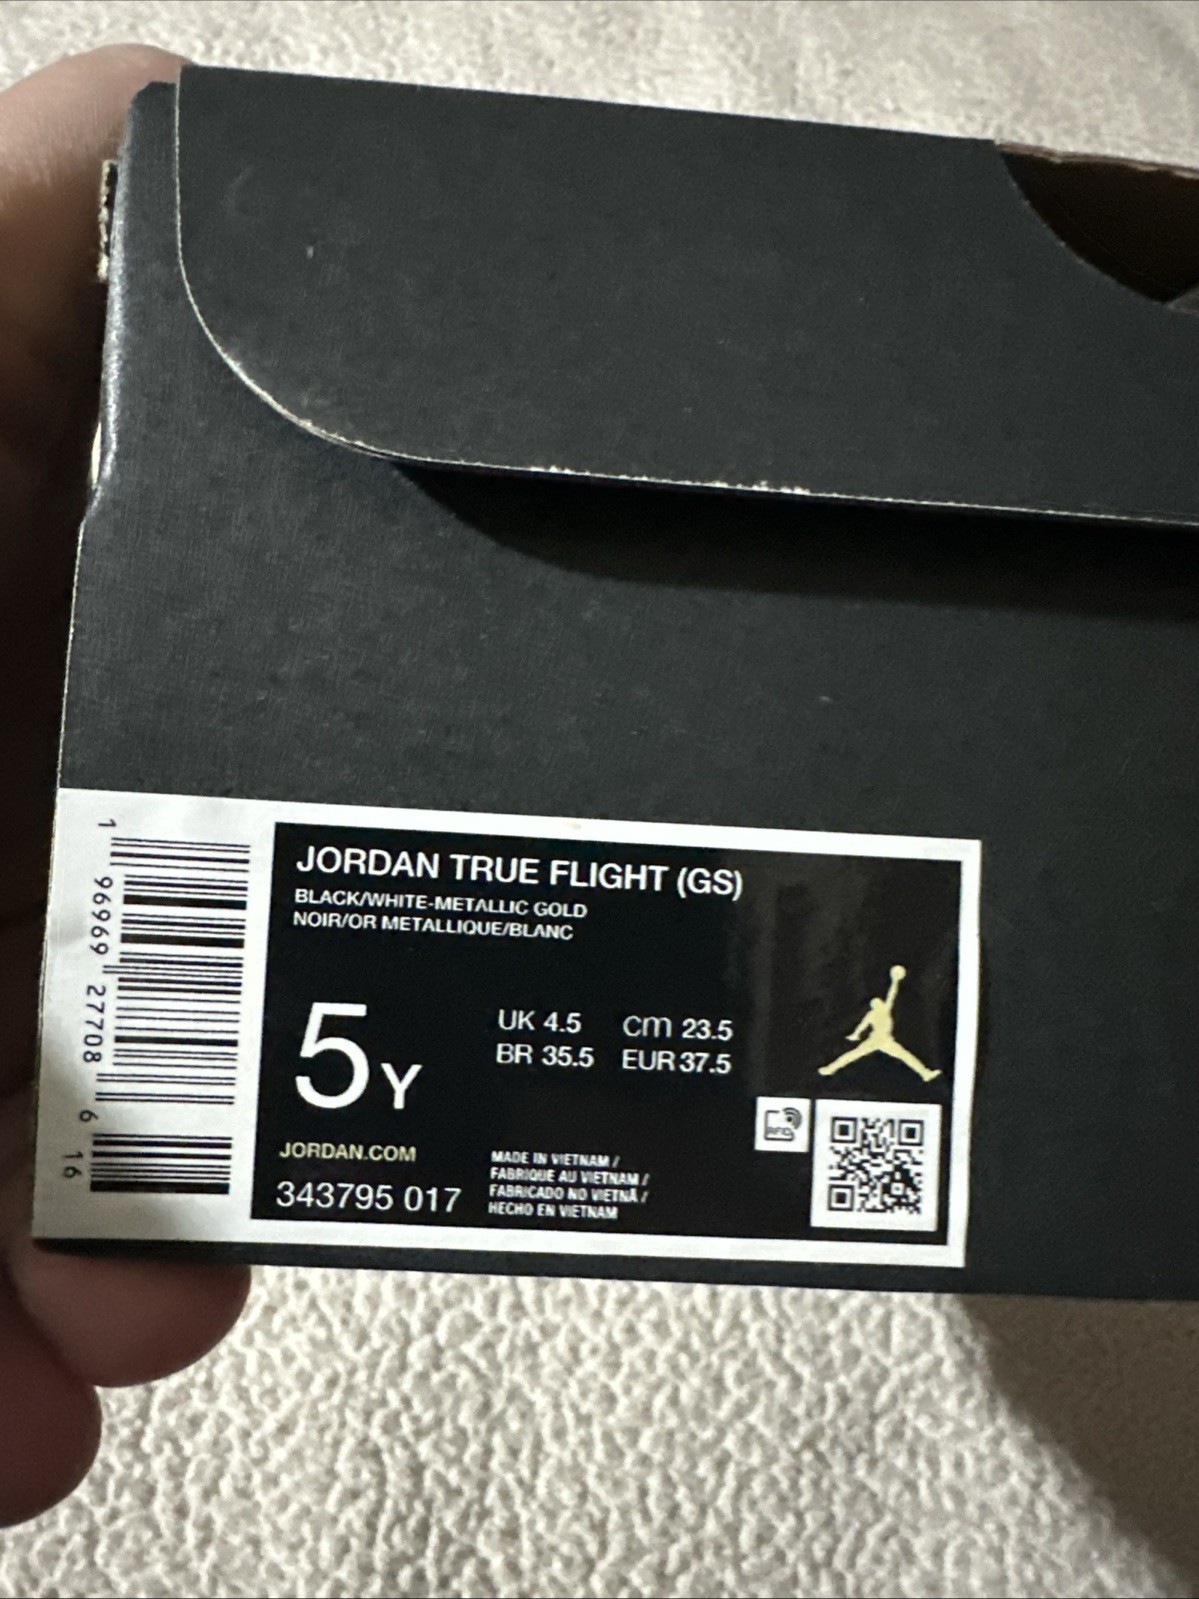 JORDAN TRUE FLIGHT (GS)
BLACK/WHITE-METALLIC GOLD
NOIR/OR METALLIQUE/BLANC
5Y
UK 4.5 cm 23.5
BR 35.5 EUR 37.5
JORDAN.COM
343795 017
MADE IN VIETNAM /
FABRIQUE AU VIETNAM /
FABRICADO NO VIETNÃ /
HECHO EN VIETNAM
RFID
1 96969 27708 6 16